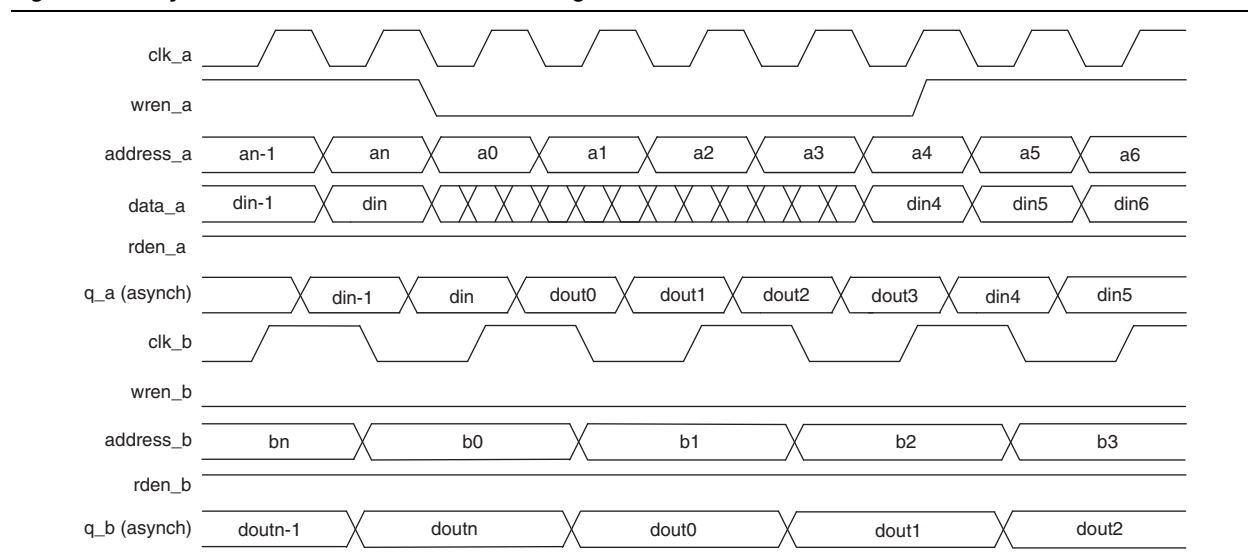 clk_a
wren_a
address_a an-1 an a0 a1 a2 a3 a4 a5 a6
data_a din-1 din din4 din5 din6
rden_a
q_a (asynch) din-1 din dout0 dout1 dout2 dout3 din4 din5
clk_b
wren_b
address_b bn b0 b1 b2 b3
rden_b
q_b (asynch) doutn-1 doutn dout0 dout1 dout2